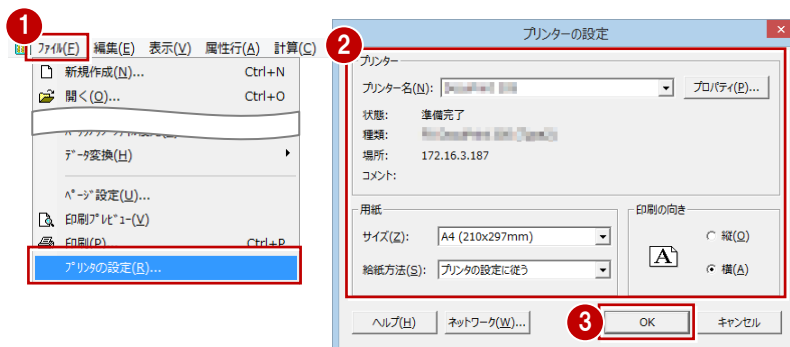 1
ファイル(F) 編集(E) 表示(V) 属性行(A) 計算(C)
新規作成(N)... Ctrl+N
開く(O)... Ctrl+O
データ変換(H)
ページ設定(U)...
印刷プレビュー(V)
印刷(P)... Ctrl+P
プリンタの設定(R)...
2
プリンターの設定
プリンター
プリンター名(N): プロパティ(P)...
状態: 準備完了
種類:
場所: 172.16.3.187
コメント:
用紙
サイズ(Z): A4 (210x297mm)
給紙方法(S): プリンタの設定に従う
印刷の向き
A
縦(O)
横(A)
ヘルプ(H) ネットワーク(W)... 3 OK キャンセル